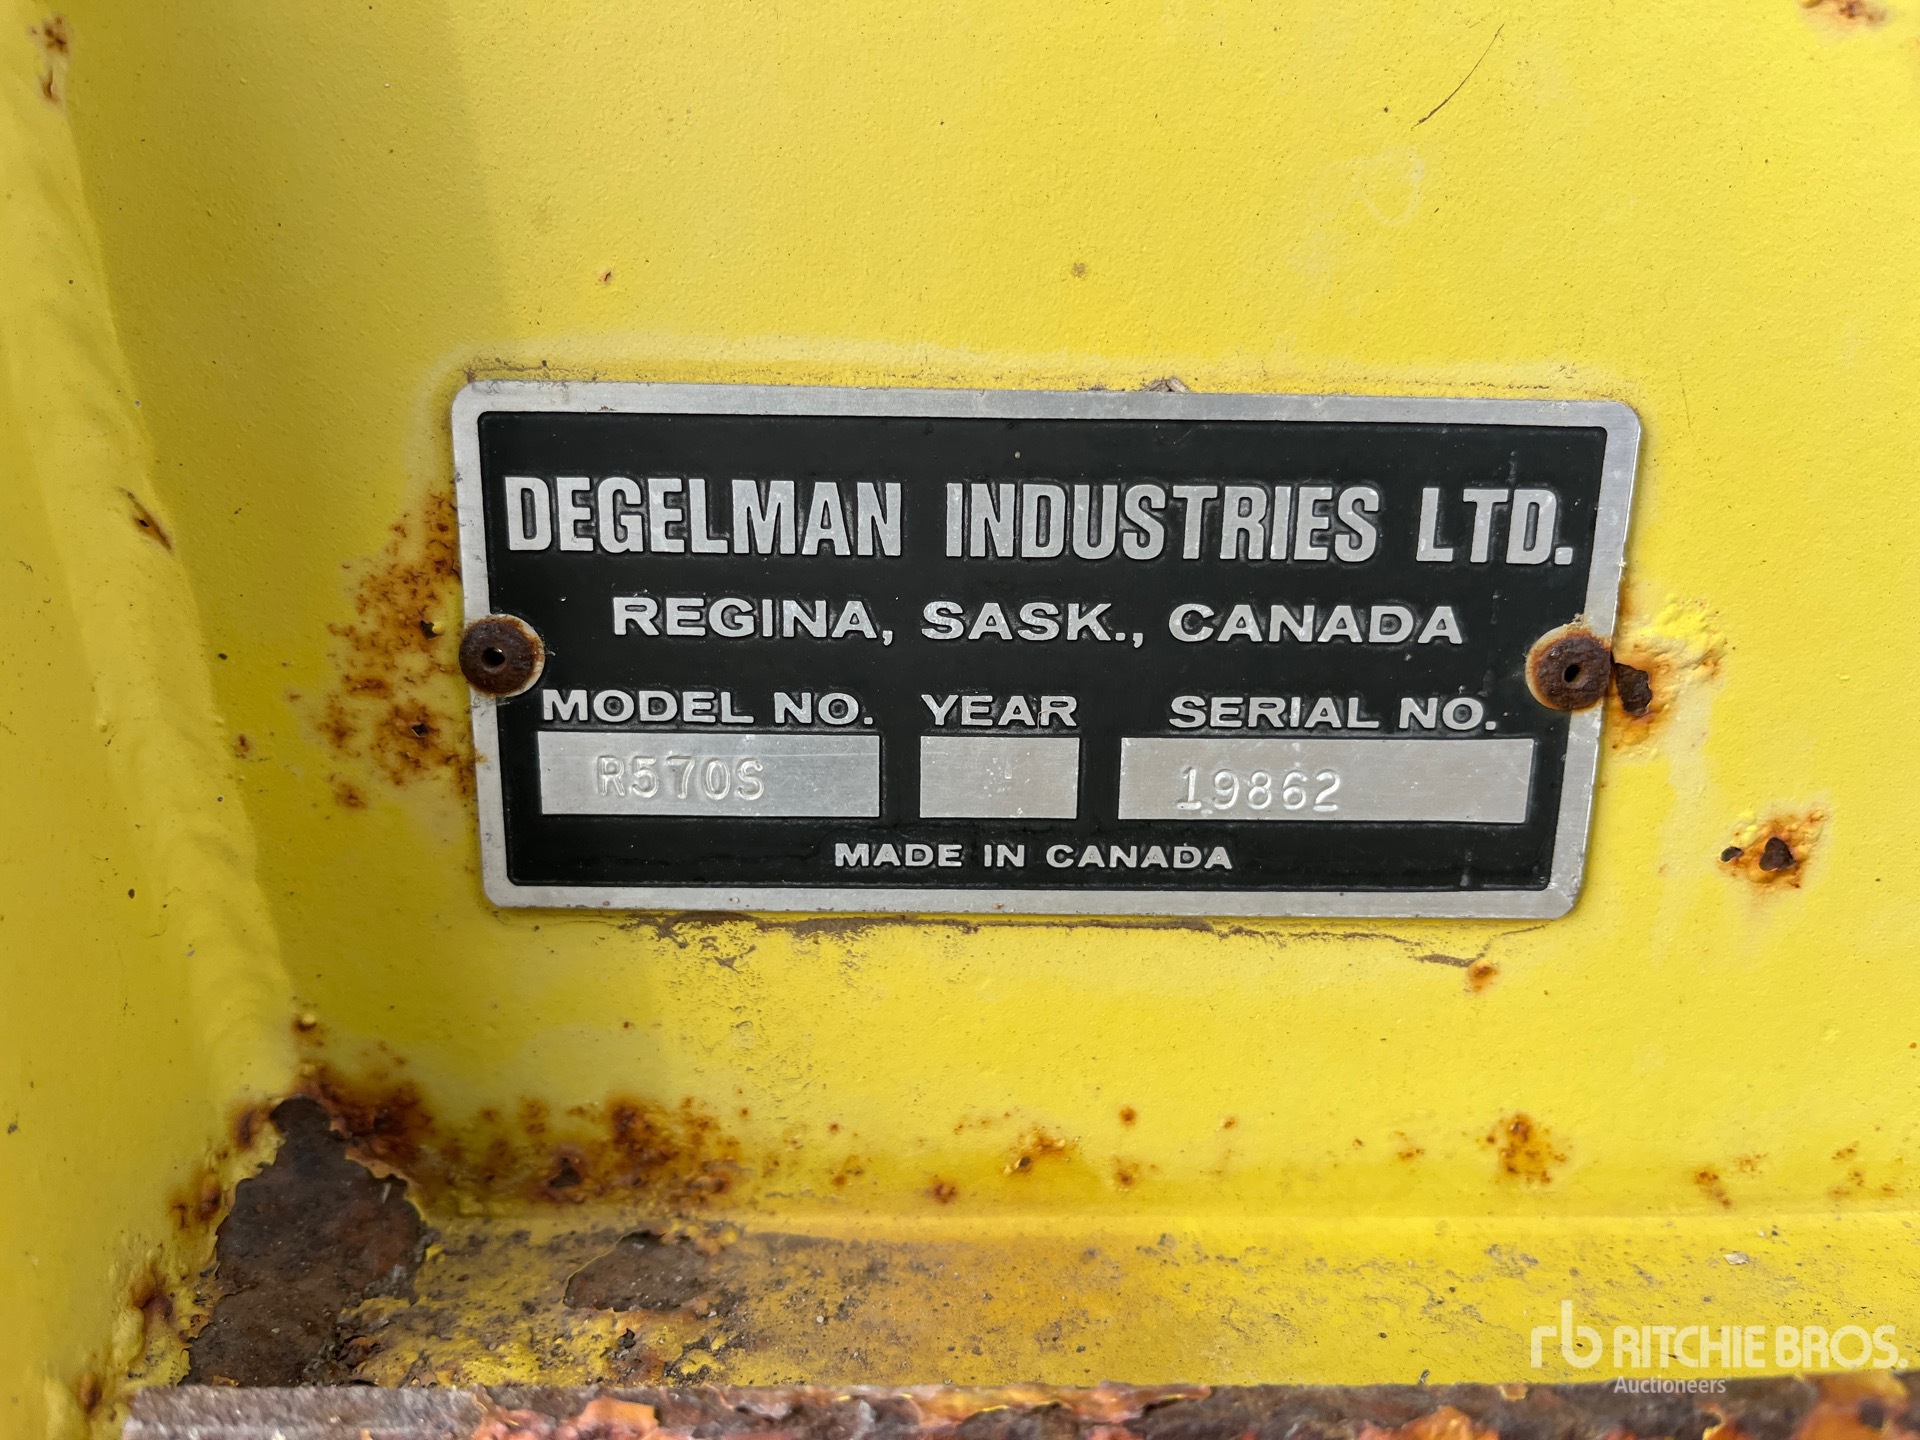 DEGELMAN INDUSTRIES LTD.
REGINA, SASK., CANADA
MODEL NO. YEAR SERIAL NO.
R570S 19862
MADE IN CANADA
rb RITCHIE BROS.
Auctioneers